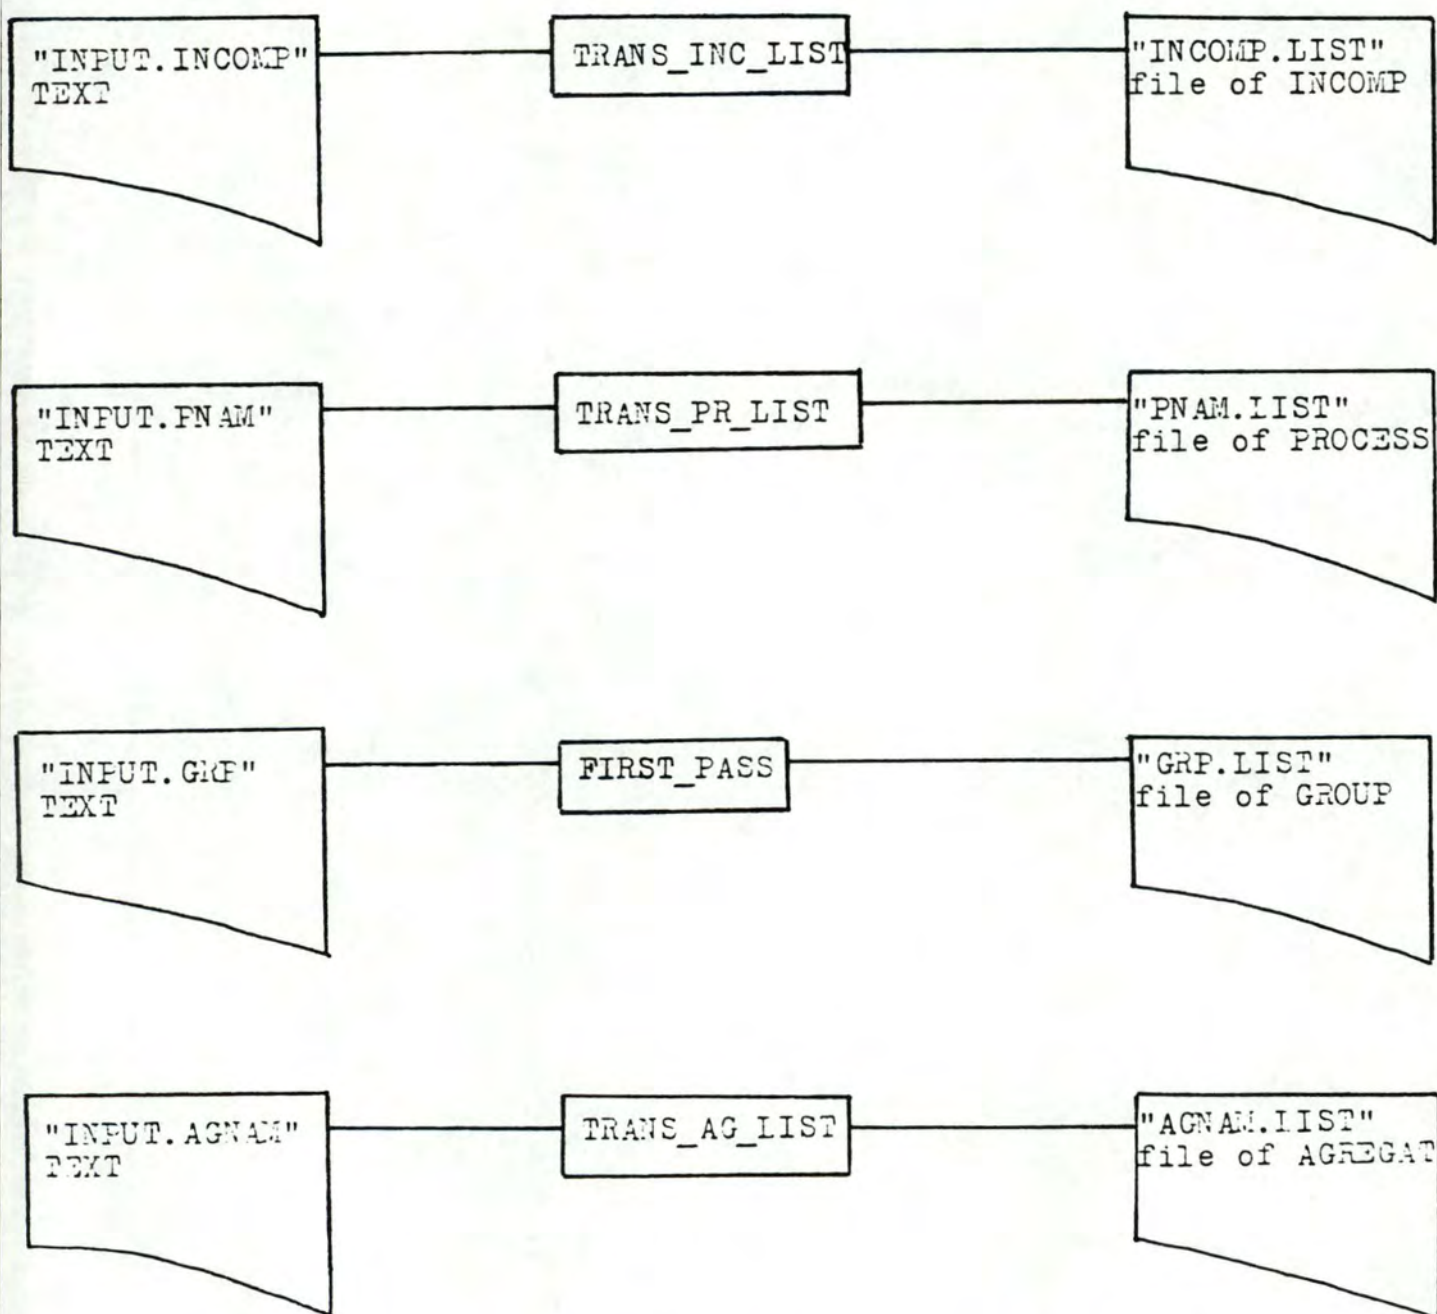 "INPUT.INCOMP"
TEXT
TRANS_INC_LIST
"INCOMP.LIST"
file of INCOMP
"INPUT.PNAM"
TEXT
TRANS_PR_LIST
"PNAM.LIST"
file of PROCESS
"INPUT.GRP"
TEXT
FIRST_PASS
"GRP.LIST"
file of GROUP
"INPUT.AGNAM"
TEXT
TRANS_AG_LIST
"AGNAM.LIST"
file of AGREGAT